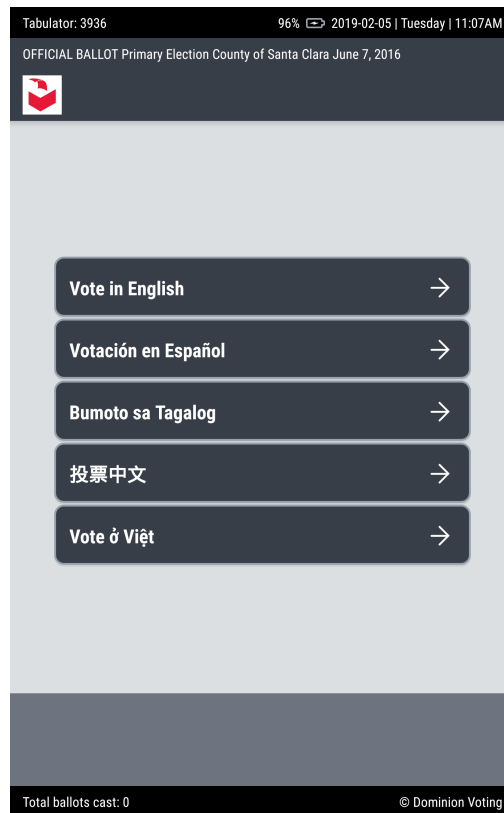 Tabulator: 3936 96% 2019-02-05 | Tuesday | 11:07AM
OFFICIAL BALLOT Primary Election County of Santa Clara June 7, 2016
Vote in English
Votación en Español
Bumoto sa Tagalog
投票中文
Vote ở Việt
Total ballots cast: 0 © Dominion Voting